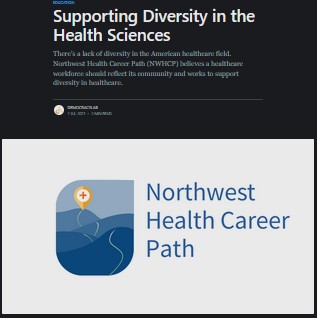 EDUCATION
Supporting Diversity in the
Health Sciences
There's a lack of diversity in the American healthcare field.
Northwest Health Career Path (NWHCP) believes a healthcare
workforce should reflect its community and works to support
diversity in healthcare.
DEMOCRACY LAB
Northwest
Health Career
Path